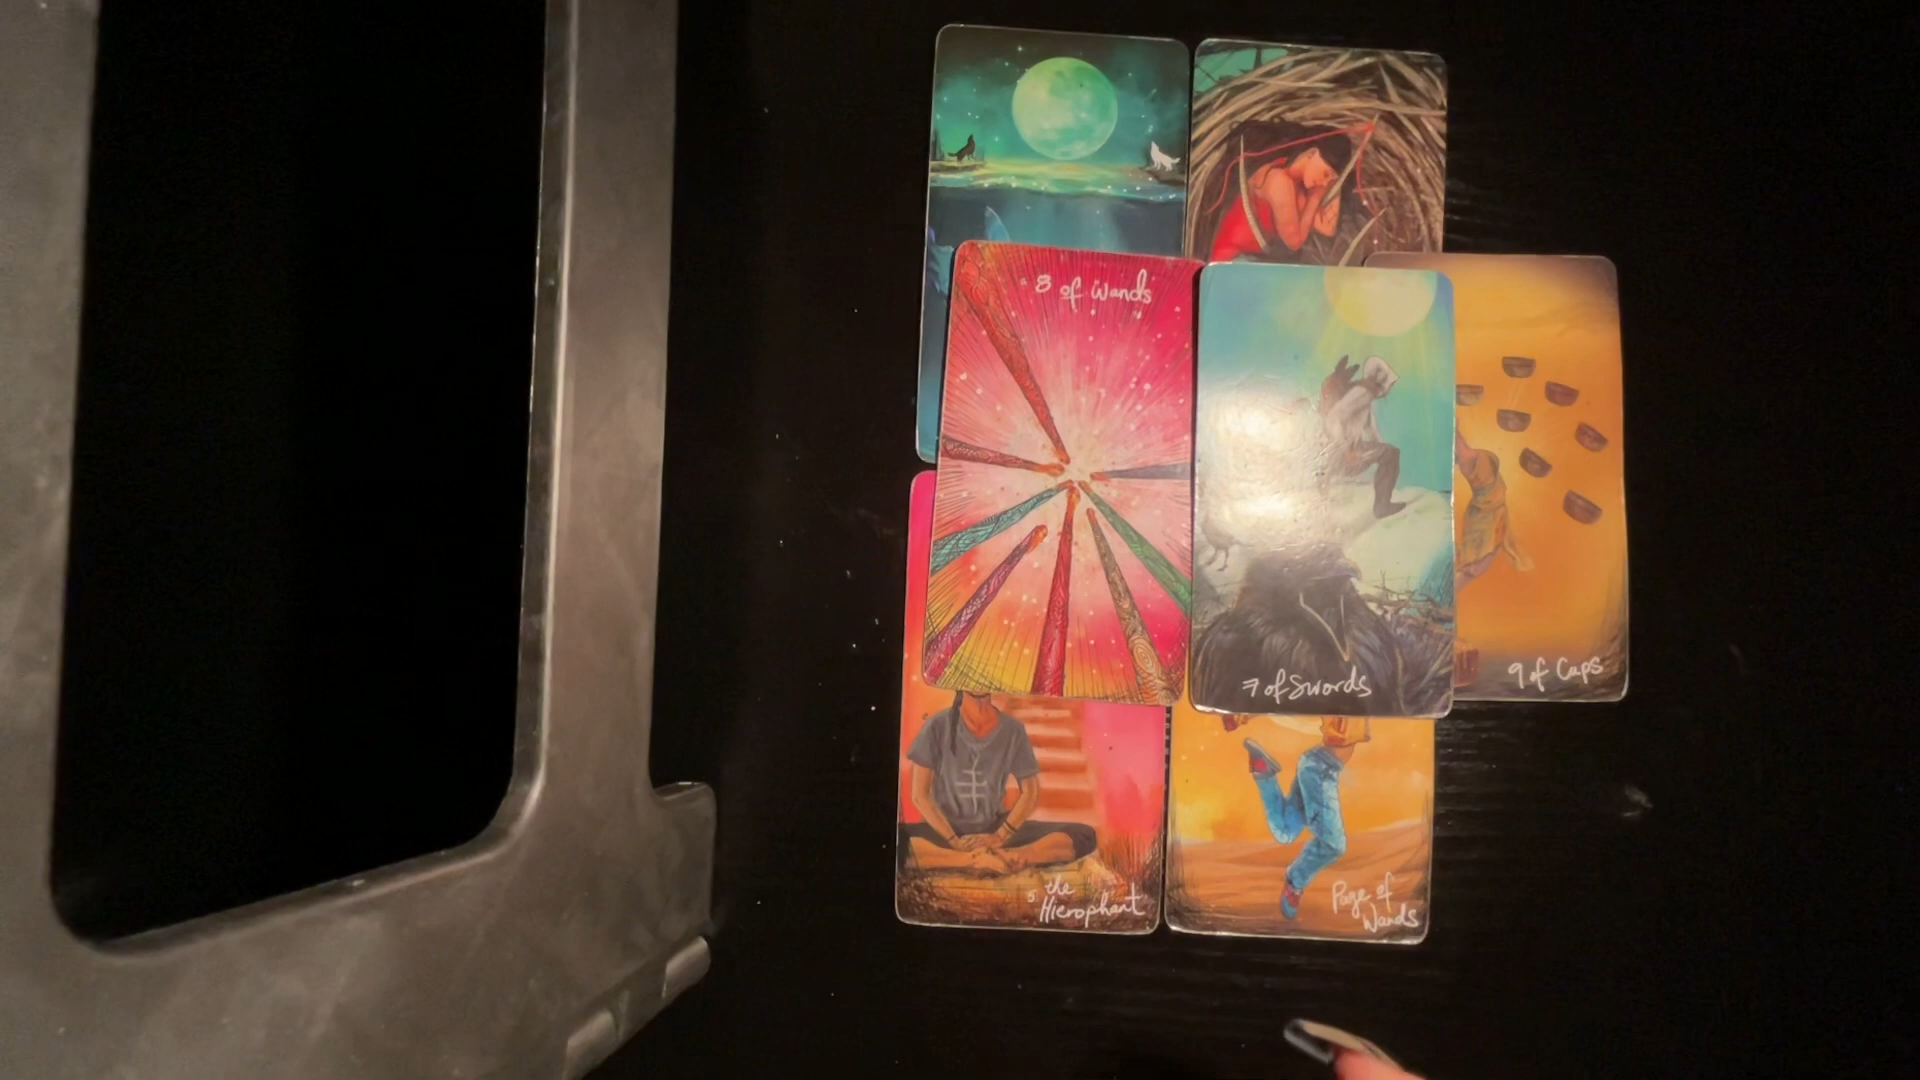 8 of Wands
7 of Swords
9 of Cups
5 the
Hierophant
Page of
Wands